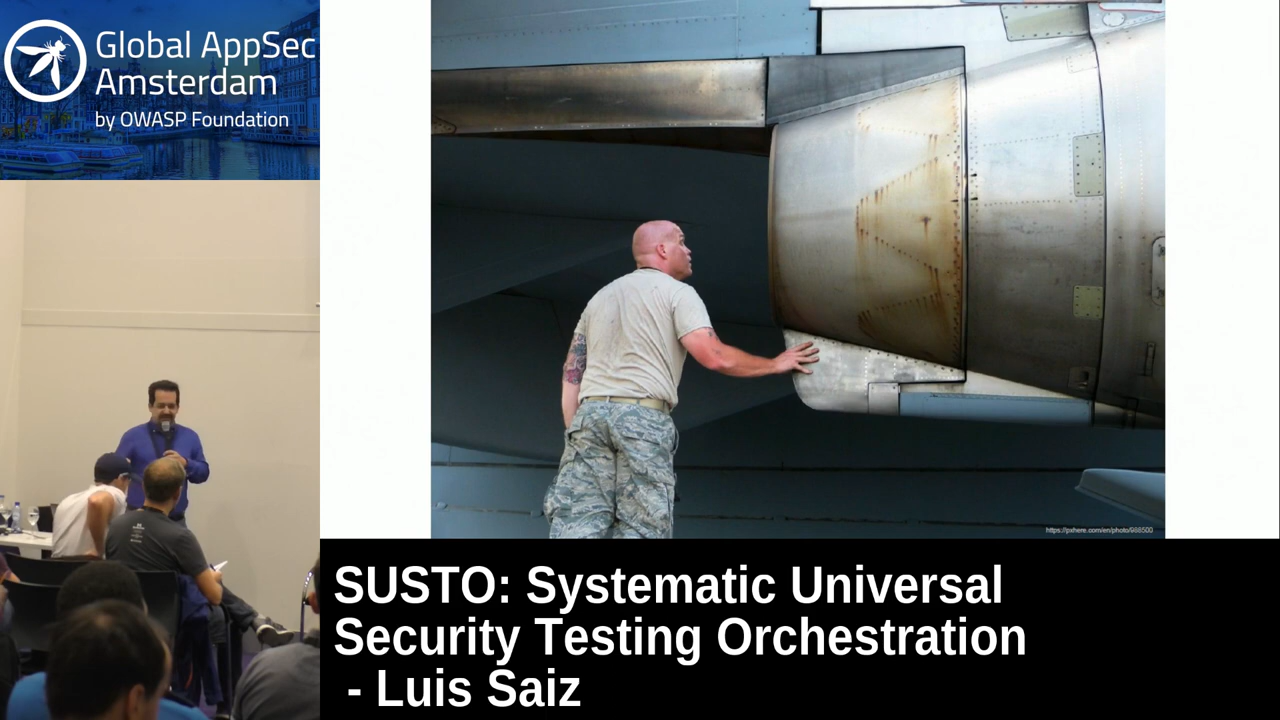 Global AppSec
Amsterdam
by OWASP Foundation
https://pxhere.com/en/photo/988500
SUSTO: Systematic Universal
Security Testing Orchestration
- Luis Saiz